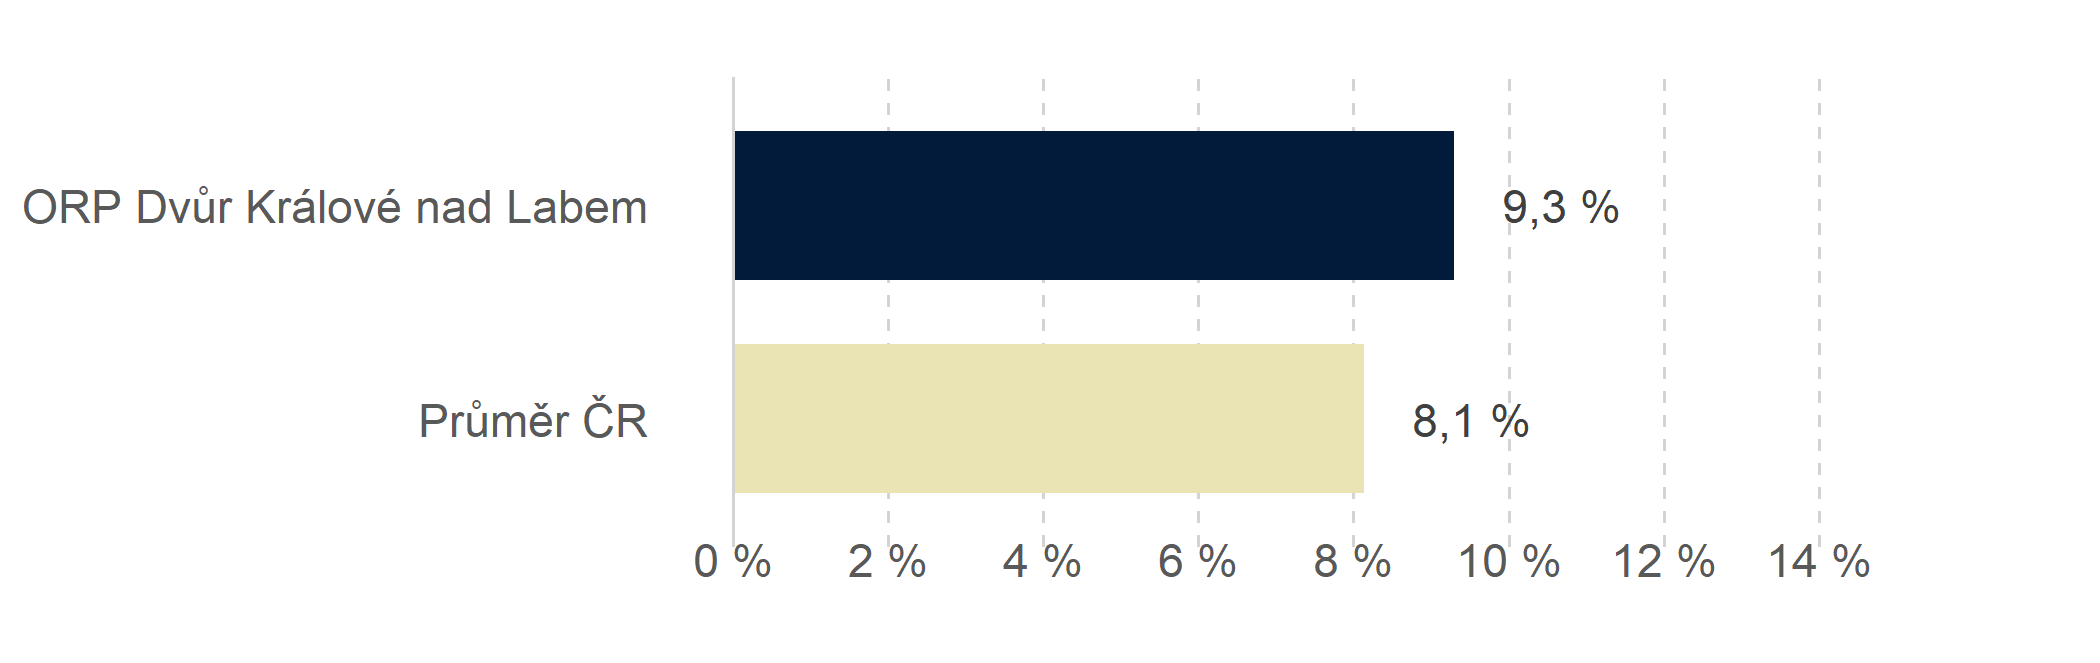 ORP Dvůr Králové nad Labem
9,3 %
Průměr ČR
8,1 %
0 % 2 % 4 % 6 % 8 % 10 % 12 % 14 %